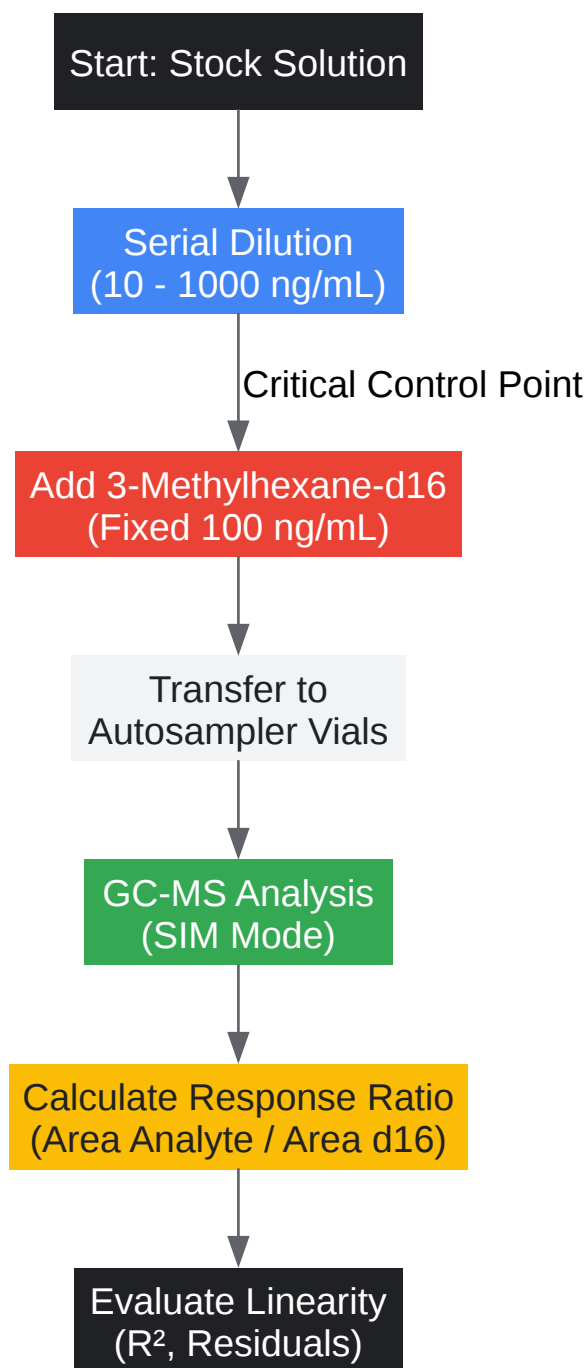 Start: Stock Solution
Serial Dilution
(10 - 1000 ng/mL)
Critical Control Point
Add 3-Methylhexane-d16
(Fixed 100 ng/mL)
Transfer to
Autosampler Vials
GC-MS Analysis
(SIM Mode)
Calculate Response Ratio
(Area Analyte / Area d16)
Evaluate Linearity
(R², Residuals)